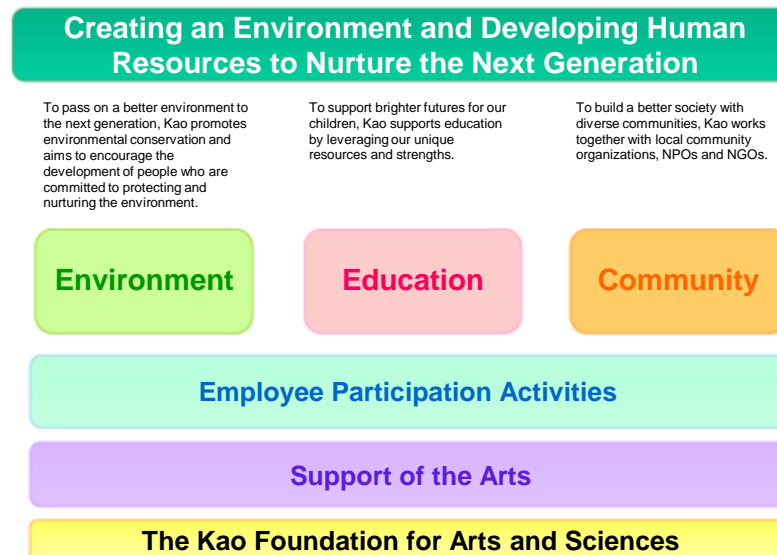 Creating an Environment and Developing Human
Resources to Nurture the Next Generation
To pass on a better environment to
the next generation, Kao promotes
environmental conservation and
aims to encourage the
development of people who are
committed to protecting and
nurturing the environment.
To support brighter futures for our
children, Kao supports education
by leveraging our unique
resources and strengths.
To build a better society with
diverse communities, Kao works
together with local community
organizations, NPOs and NGOs.
Environment
Education
Community
Employee Participation Activities
Support of the Arts
The Kao Foundation for Arts and Sciences